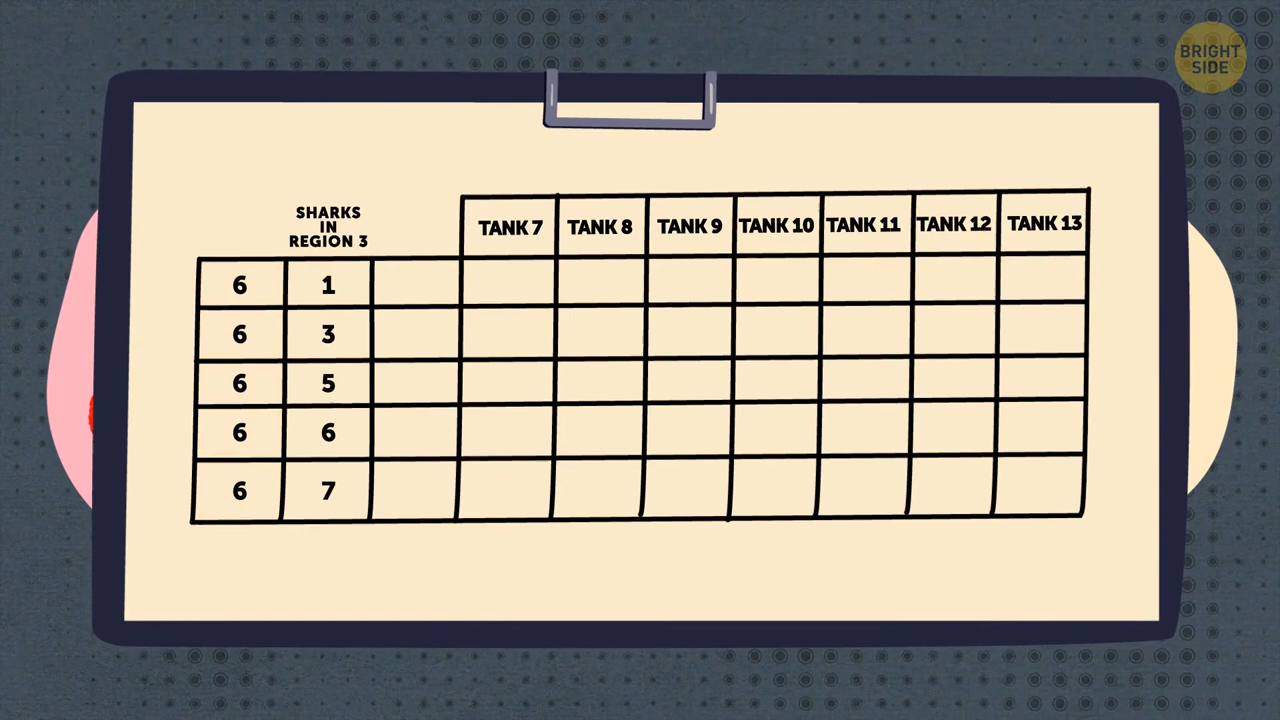 BRIGHT
SIDE
SHARKS
IN
REGION 3
TANK 7 TANK 8 TANK 9 TANK 10 TANK 11 TANK 12 TANK 13
6 1
6 3
6 5
6 6
6 7